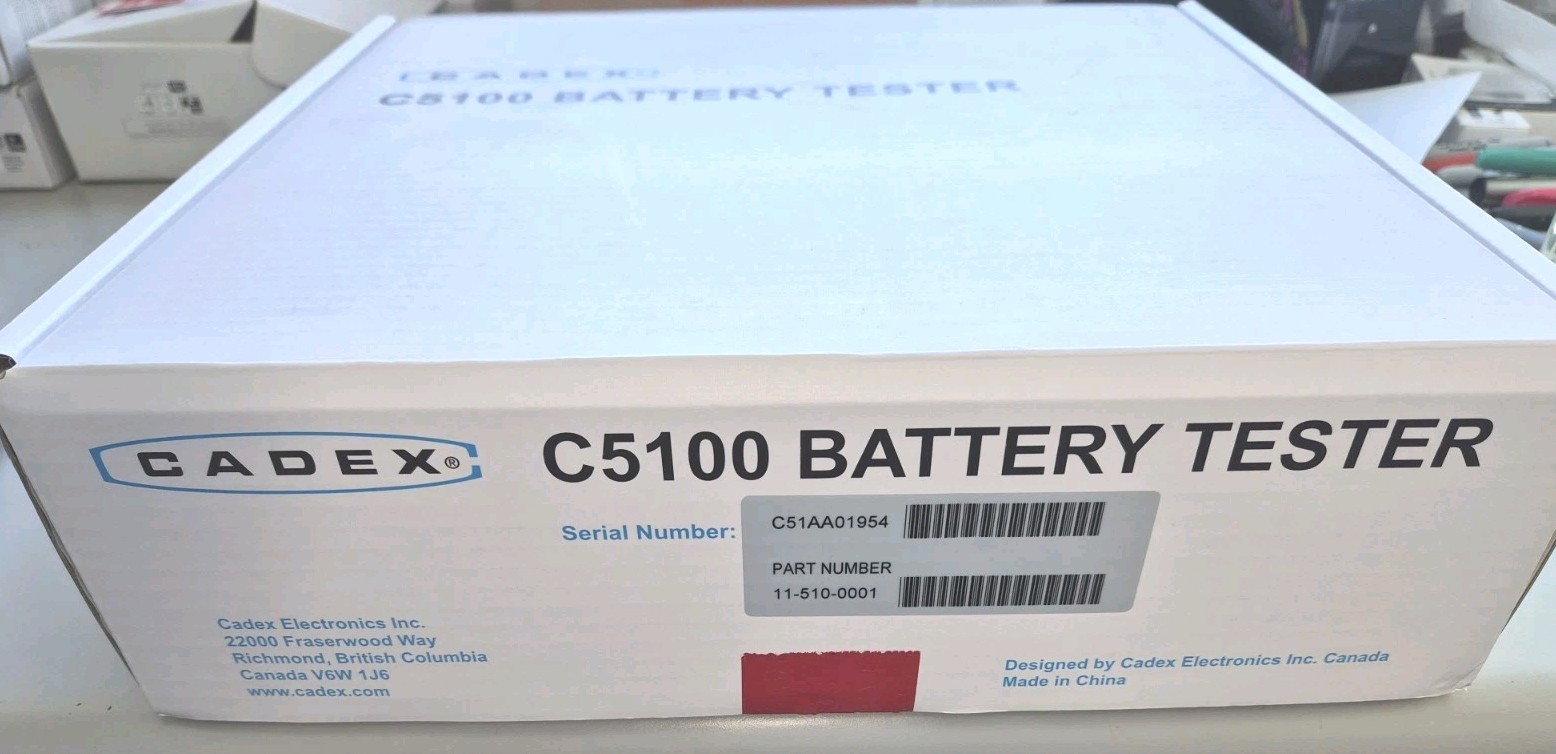 CADEX
C5100 BATTERY TESTER
CADEX®
C5100 BATTERY TESTER
Serial Number:
C51AA01954
PART NUMBER
11-510-0001
Cadex Electronics Inc.
22000 Fraserwood Way
Richmond, British Columbia
Canada V6W 1J6
www.cadex.com
Designed by Cadex Electronics Inc. Canada
Made in China